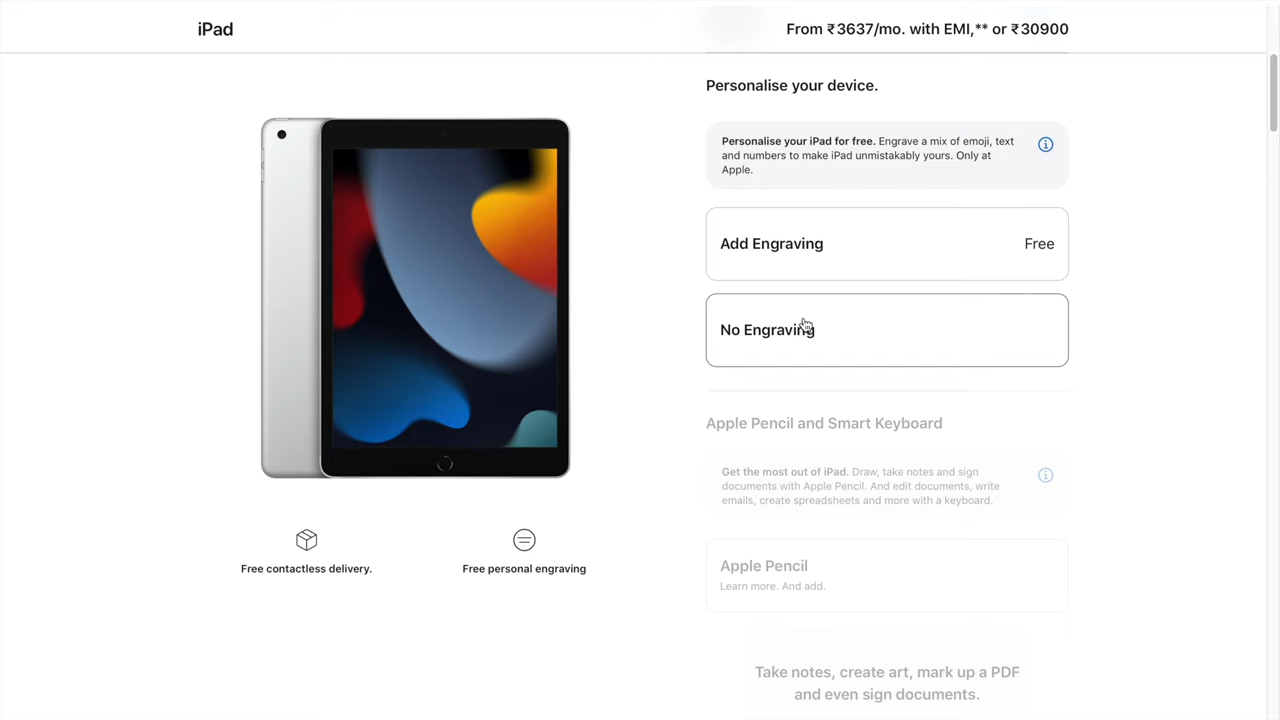 iPad
From ₹3637/mo. with EMI,** or ₹30900
Personalise your device.
Personalise your iPad for free. Engrave a mix of emoji, text
and numbers to make iPad unmistakably yours. Only at
Apple.
Add Engraving Free
No Engraving
Apple Pencil and Smart Keyboard
Get the most out of iPad. Draw, take notes and sign
documents with Apple Pencil. And edit documents, write
emails, create spreadsheets and more with a keyboard.
Free contactless delivery.
Free personal engraving
Apple Pencil
Learn more. And add.
Take notes, create art, mark up a PDF
and even sign documents.